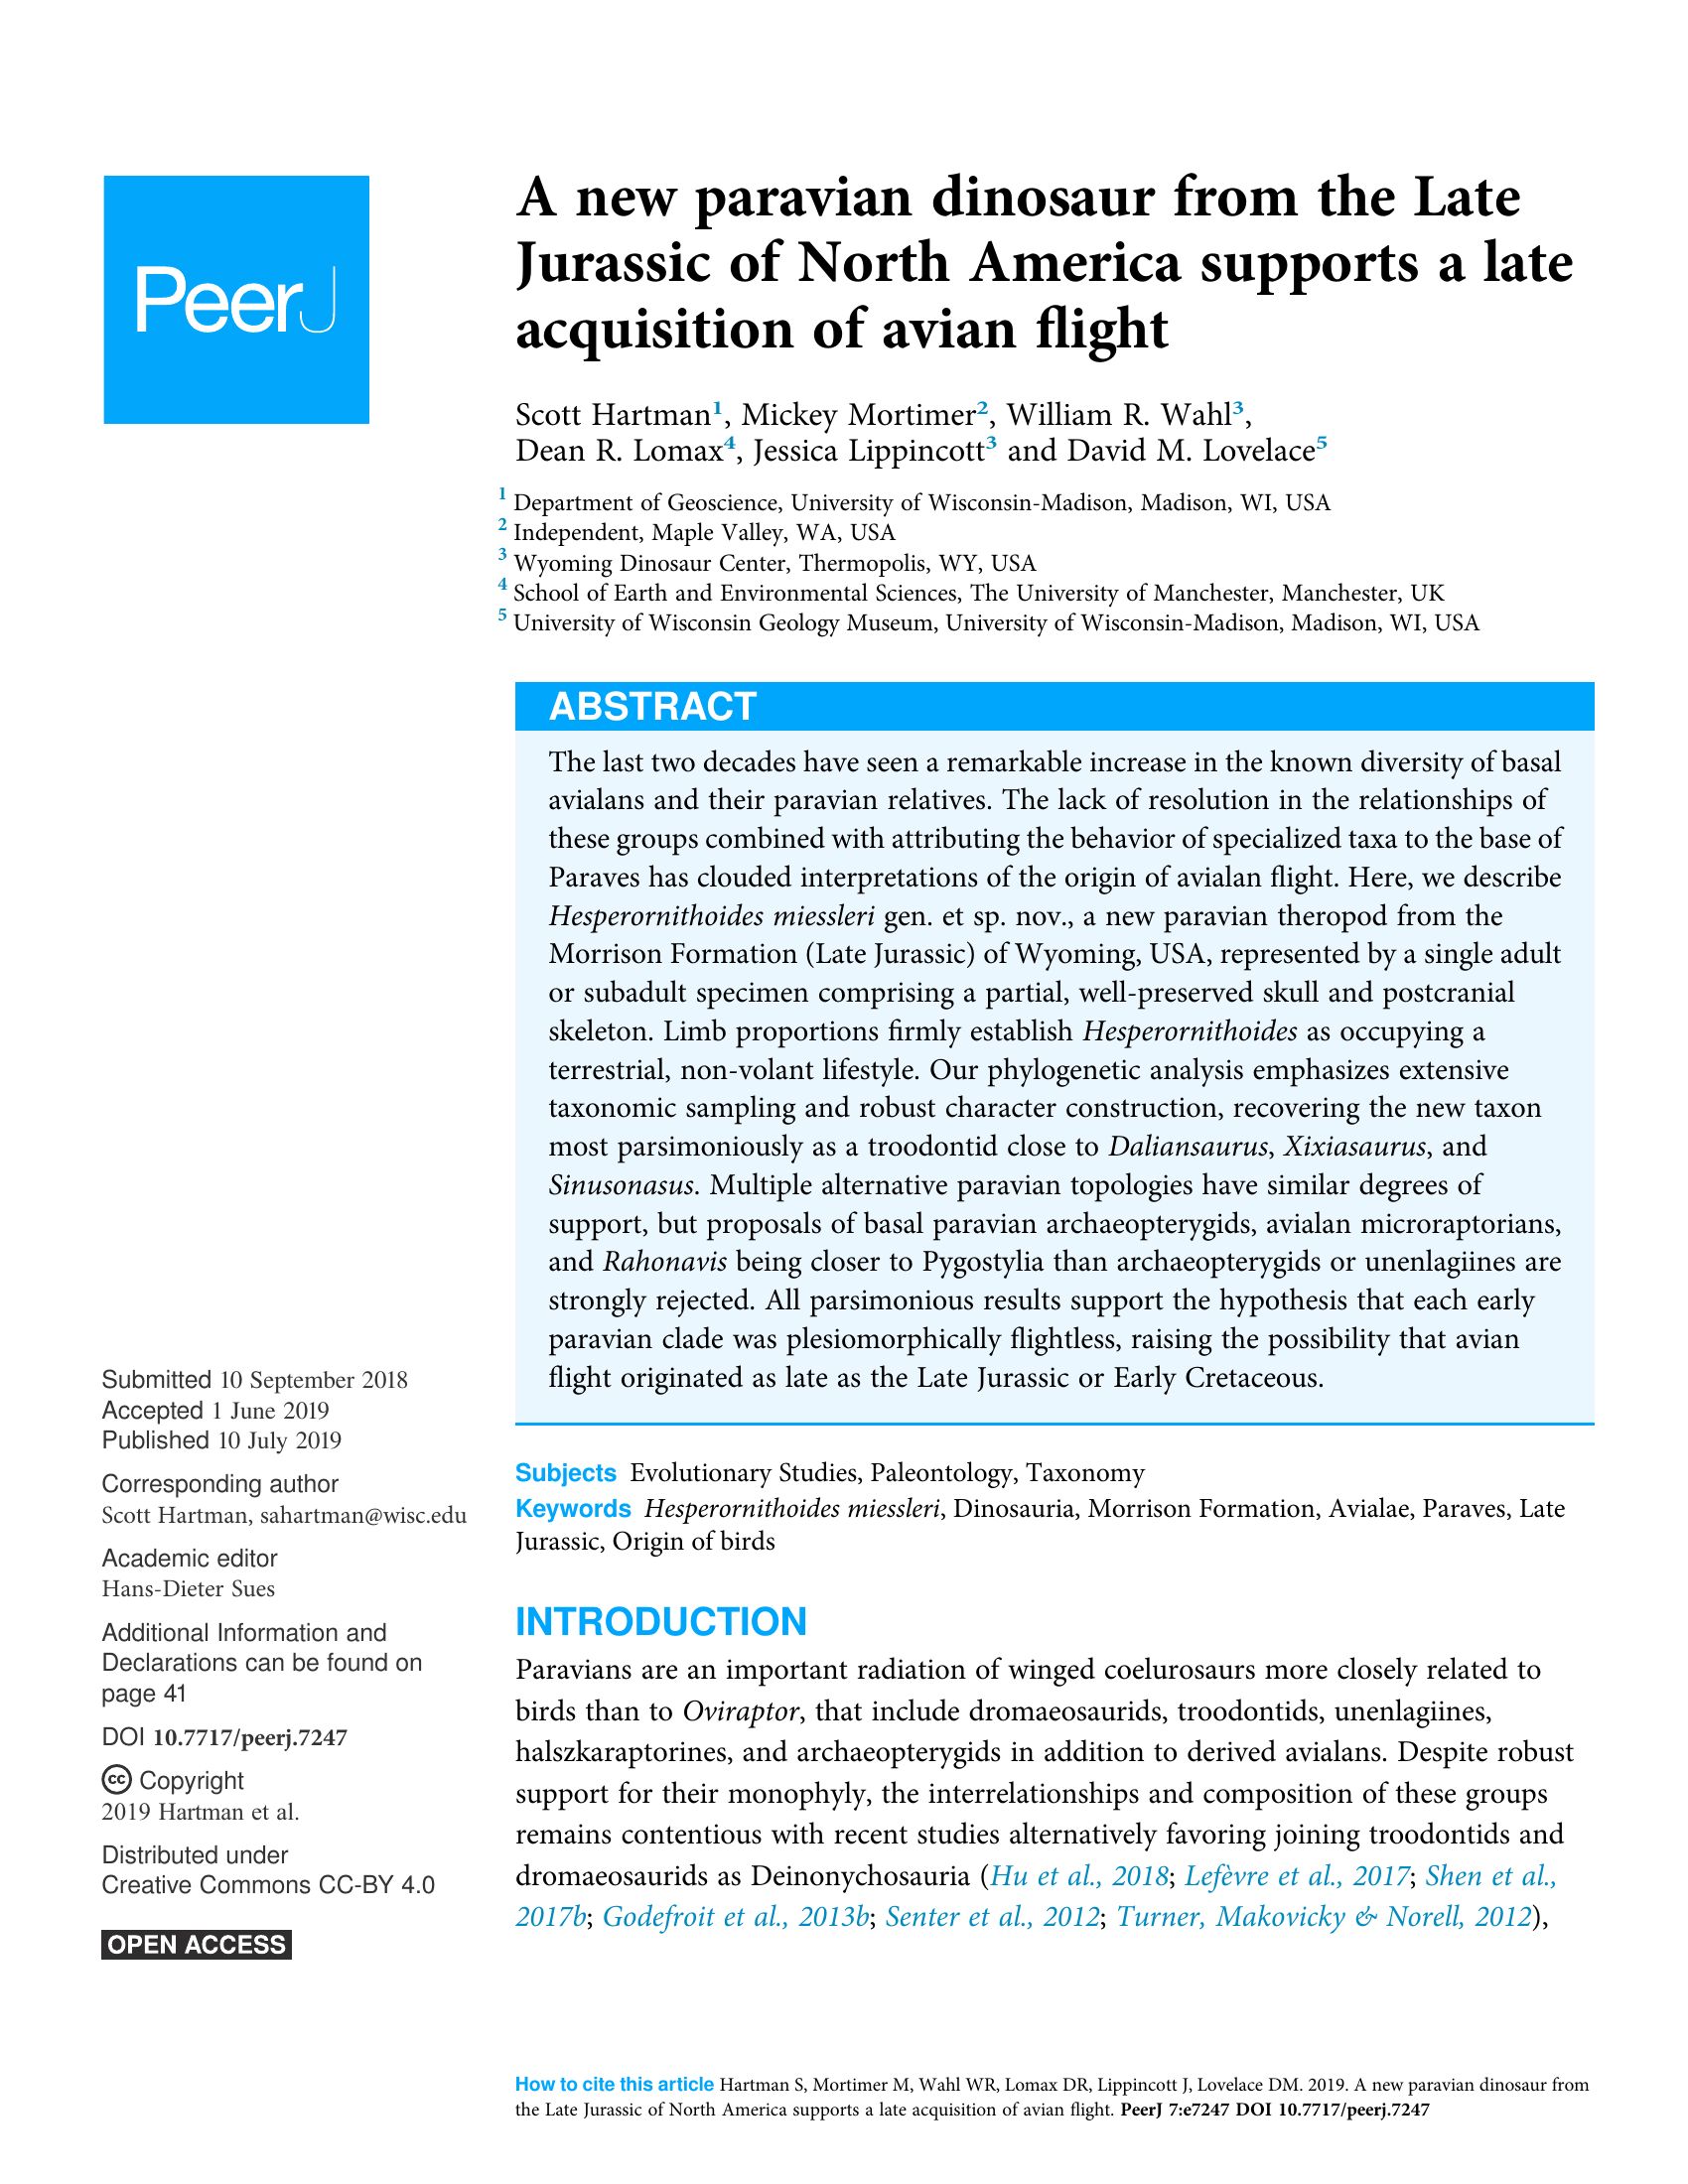 PeerJ
A new paravian dinosaur from the Late
Jurassic of North America supports a late
acquisition of avian flight
Scott Hartman1, Mickey Mortimer2, William R. Wahl3,
Dean R. Lomax4, Jessica Lippincott3 and David M. Lovelace5
1 Department of Geoscience, University of Wisconsin-Madison, Madison, WI, USA
2 Independent, Maple Valley, WA, USA
3 Wyoming Dinosaur Center, Thermopolis, WY, USA
4 School of Earth and Environmental Sciences, The University of Manchester, Manchester, UK
5 University of Wisconsin Geology Museum, University of Wisconsin-Madison, Madison, WI, USA
ABSTRACT
The last two decades have seen a remarkable increase in the known diversity of basal
avialans and their paravian relatives. The lack of resolution in the relationships of
these groups combined with attributing the behavior of specialized taxa to the base of
Paraves has clouded interpretations of the origin of avialan flight. Here, we describe
Hesperornithoides miessleri gen. et sp. nov., a new paravian theropod from the
Morrison Formation (Late Jurassic) of Wyoming, USA, represented by a single adult
or subadult specimen comprising a partial, well-preserved skull and postcranial
skeleton. Limb proportions firmly establish Hesperornithoides as occupying a
terrestrial, non-volant lifestyle. Our phylogenetic analysis emphasizes extensive
taxonomic sampling and robust character construction, recovering the new taxon
most parsimoniously as a troodontid close to Daliansaurus, Xixiasaurus, and
Sinusonasus. Multiple alternative paravian topologies have similar degrees of
support, but proposals of basal paravian archaeopterygids, avialan microraptorians,
and Rahonavis being closer to Pygostylia than archaeopterygids or unenlagiines are
strongly rejected. All parsimonious results support the hypothesis that each early
paravian clade was plesiomorphically flightless, raising the possibility that avian
flight originated as late as the Late Jurassic or Early Cretaceous.
Subjects Evolutionary Studies, Paleontology, Taxonomy
Keywords Hesperornithoides miessleri, Dinosauria, Morrison Formation, Avialae, Paraves, Late
Jurassic, Origin of birds
INTRODUCTION
Paravians are an important radiation of winged coelurosaurs more closely related to
birds than to Oviraptor, that include dromaeosaurids, troodontids, unenlagiines,
halszkaraptorines, and archaeopterygids in addition to derived avialans. Despite robust
support for their monophyly, the interrelationships and composition of these groups
remains contentious with recent studies alternatively favoring joining troodontids and
dromaeosaurids as Deinonychosauria (Hu et al., 2018; Lefèvre et al., 2017; Shen et al.,
2017b; Godefroit et al., 2013b; Senter et al., 2012; Turner, Makovicky & Norell, 2012),
Submitted 10 September 2018
Accepted 1 June 2019
Published 10 July 2019
Corresponding author
Scott Hartman, sahartman@wisc.edu
Academic editor
Hans-Dieter Sues
Additional Information and
Declarations can be found on
page 41
DOI 10.7717/peerj.7247
cc Copyright
2019 Hartman et al.
Distributed under
Creative Commons CC-BY 4.0
OPEN ACCESS
How to cite this article Hartman S, Mortimer M, Wahl WR, Lomax DR, Lippincott J, Lovelace DM. 2019. A new paravian dinosaur from
the Late Jurassic of North America supports a late acquisition of avian flight. PeerJ 7:e7247 DOI 10.7717/peerj.7247